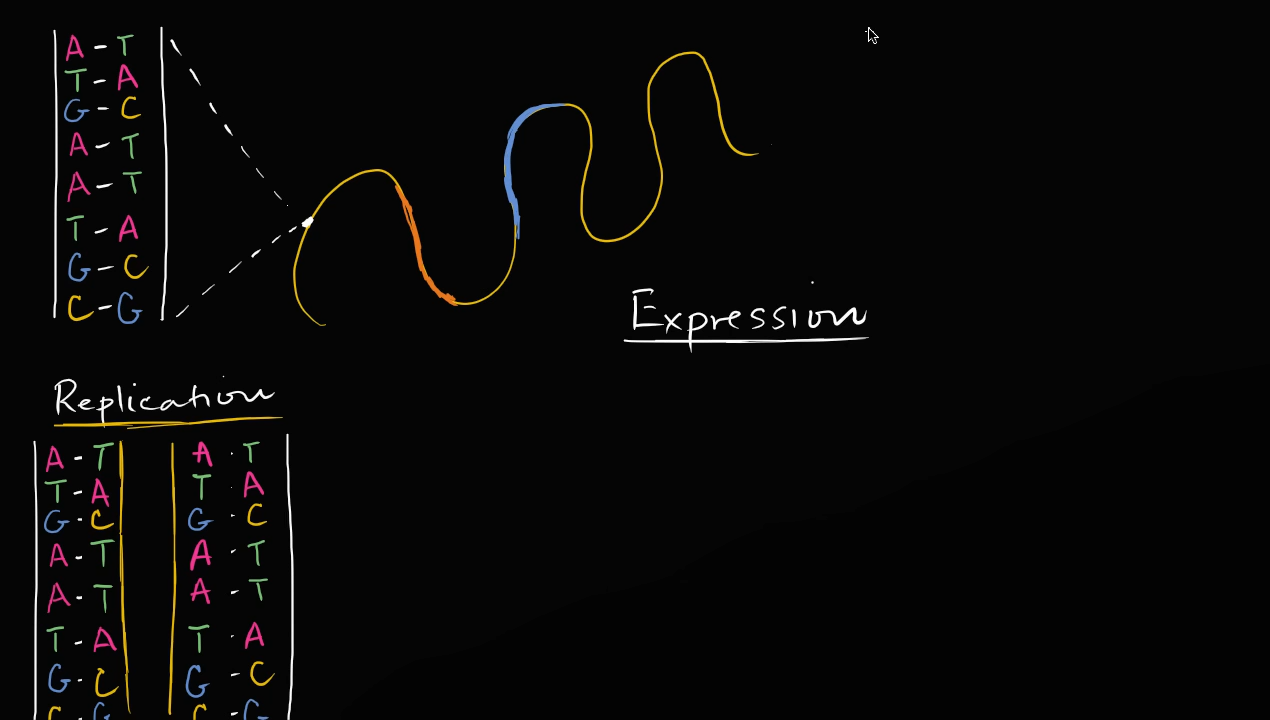 A - T
T - A
G - C
A - T
A - T
T - A
G - C
C - G
Expression
Replication
A - T A - T
T - A T - A
G - C G - C
A - T A - T
A - T A - T
T - A T - A
G - C G - C
C - G C - G